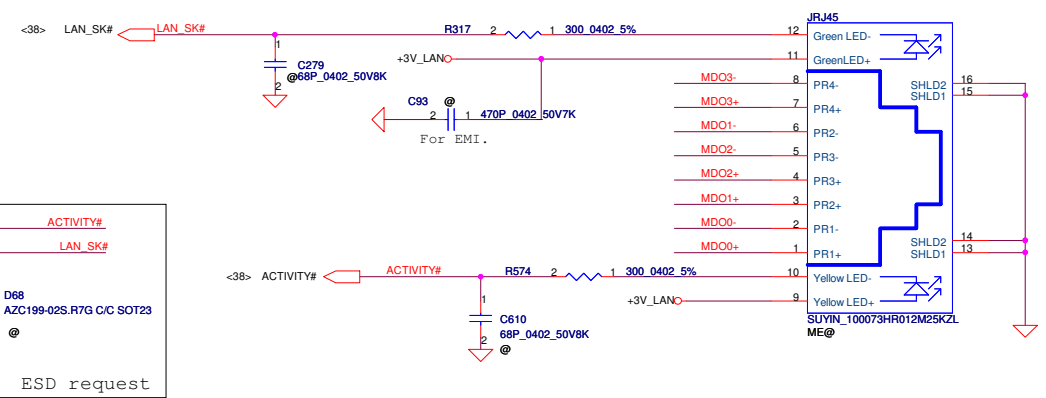 JRJ45
<38> LAN_SK# LAN_SK# R317 2 1 300_0402_5% 12 Green LED-
+3V_LAN 11 GreenLED+
1
C279
@68P_0402_50V8K
2
MDO3- 8 PR4- SHLD2 16
SHLD1 15
C93 @
2 1 470P_0402_50V7K
For EMI.
MDO3+ 7 PR4+
MDO1- 6 PR2-
MDO2- 5 PR3-
MDO2+ 4 PR3+
MDO1+ 3 PR2+
MDO0- 2 PR1-
SHLD2 14
MDO0+ 1 PR1+ SHLD1 13
ACTIVITY#
LAN_SK#
<38> ACTIVITY# ACTIVITY# R574 2 1 300_0402_5% 10 Yellow LED-
+3V_LAN 9 Yellow LED+
1
C610
68P_0402_50V8K
2
@
SUYIN_100073HR012M25KZL
ME@
D68
AZC199-02S.R7G C/C SOT23
@
ESD request